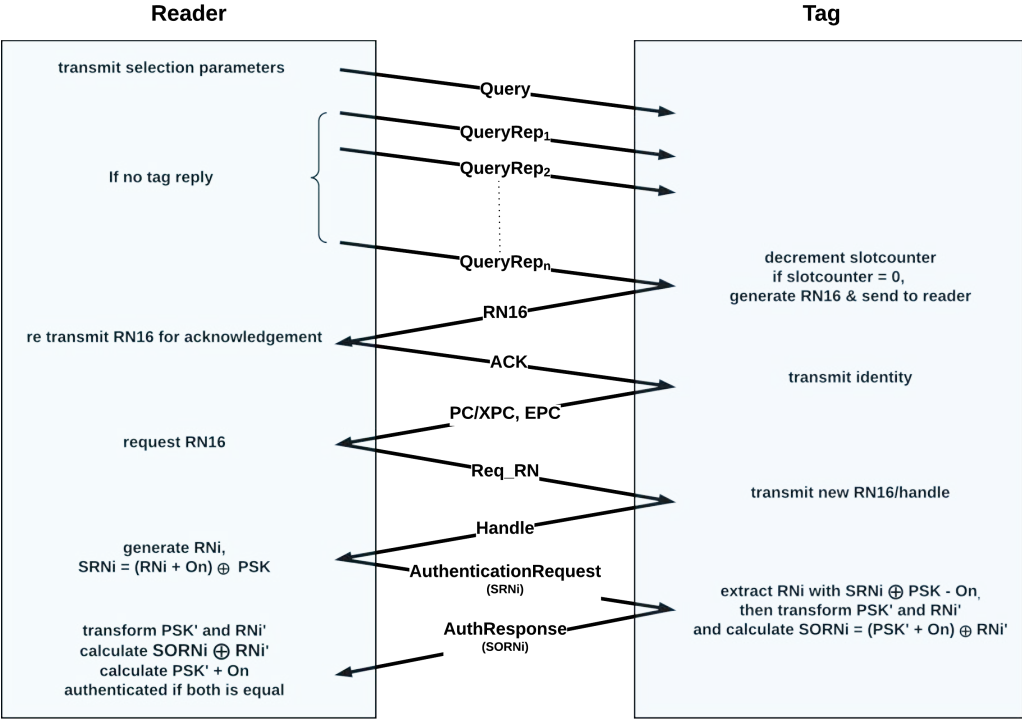 Reader
Tag
transmit selection parameters
Query
QueryRep₁
If no tag reply
QueryRep₂
QueryRepₙ
decrement slotcounter
if slotcounter = 0,
generate RN16 & send to reader
RN16
re transmit RN16 for acknowledgement
ACK
transmit identity
PC/XPC, EPC
request RN16
Req_RN
transmit new RN16/handle
Handle
generate RNi,
SRNi = (RNi + On) ⊕ PSK
AuthenticationRequest
(SRNi)
extract RNi with SRNi ⊕ PSK - On,
then transform PSK' and RNi'
and calculate SORNi = (PSK' + On) ⊕ RNi'
AuthResponse
(SORNi)
transform PSK' and RNi'
calculate SORNi ⊕ RNi'
calculate PSK' + On
authenticated if both is equal